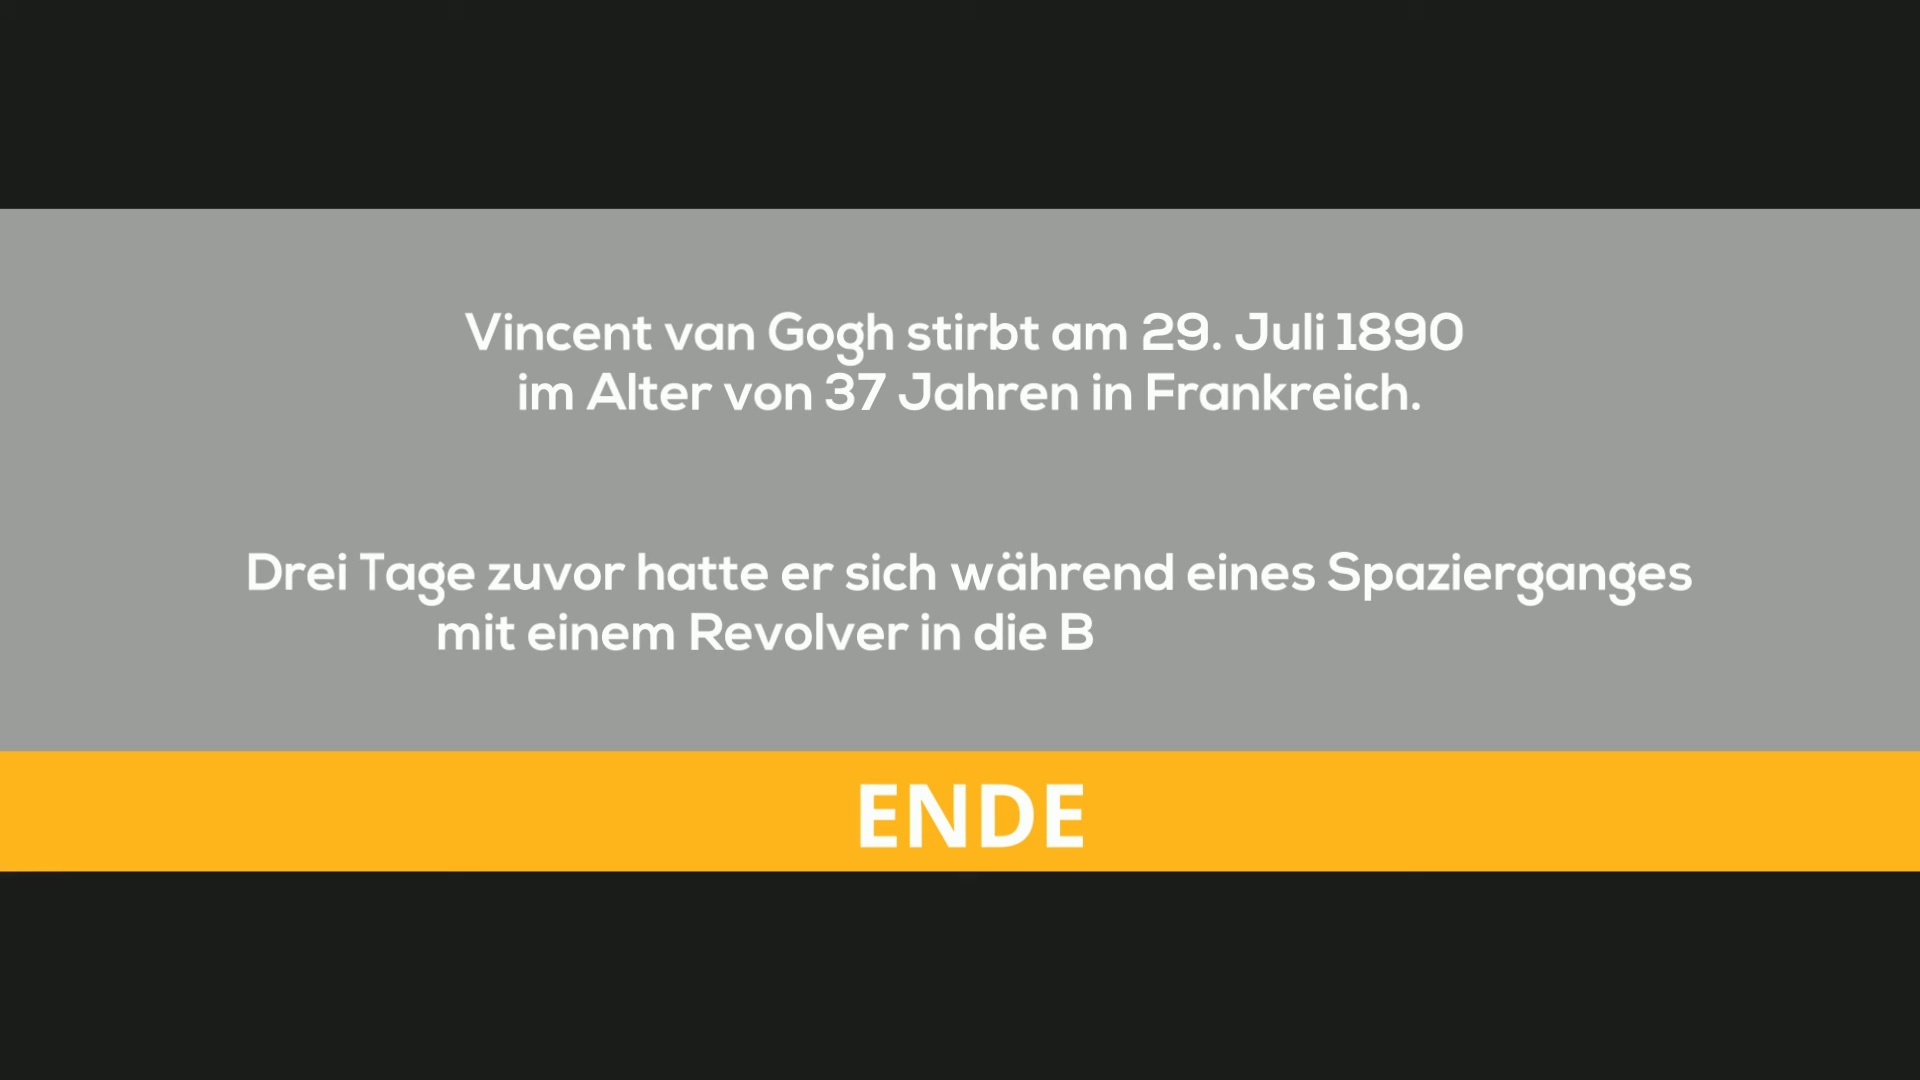 Vincent van Gogh stirbt am 29. Juli 1890
im Alter von 37 Jahren in Frankreich.
Drei Tage zuvor hatte er sich während eines Spazierganges
mit einem Revolver in die B
ENDE